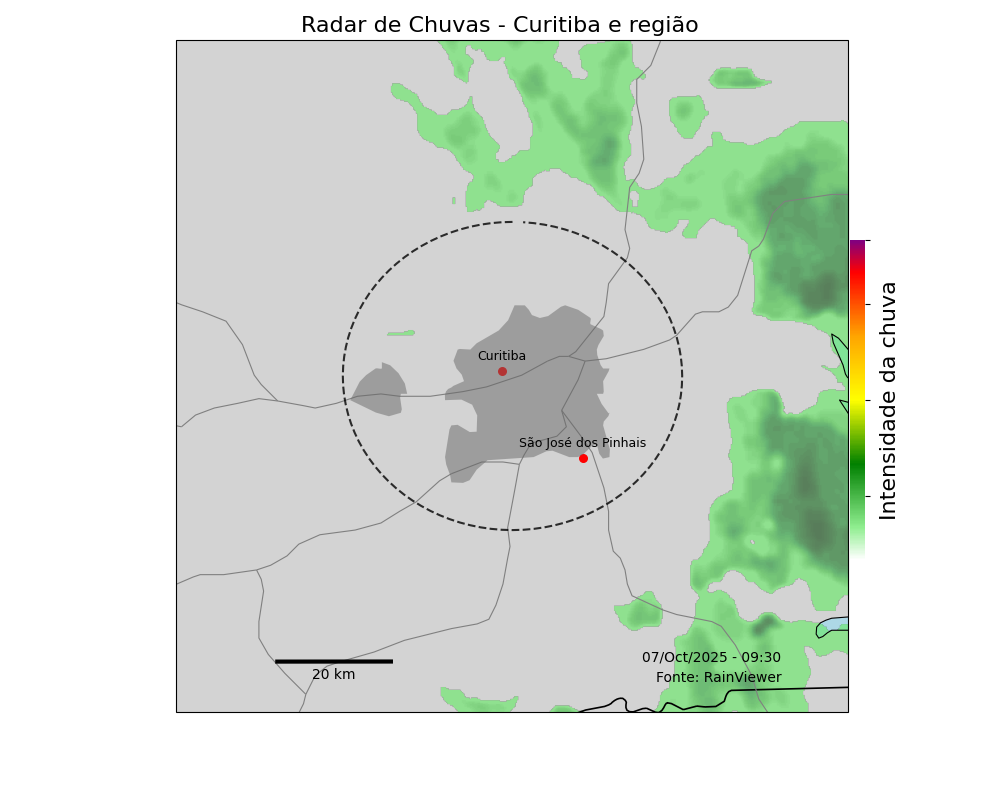 Radar de Chuvas - Curitiba e região
Curitiba
São José dos Pinhais
Intensidade da chuva
07/Oct/2025 - 09:30
Fonte: RainViewer
20 km